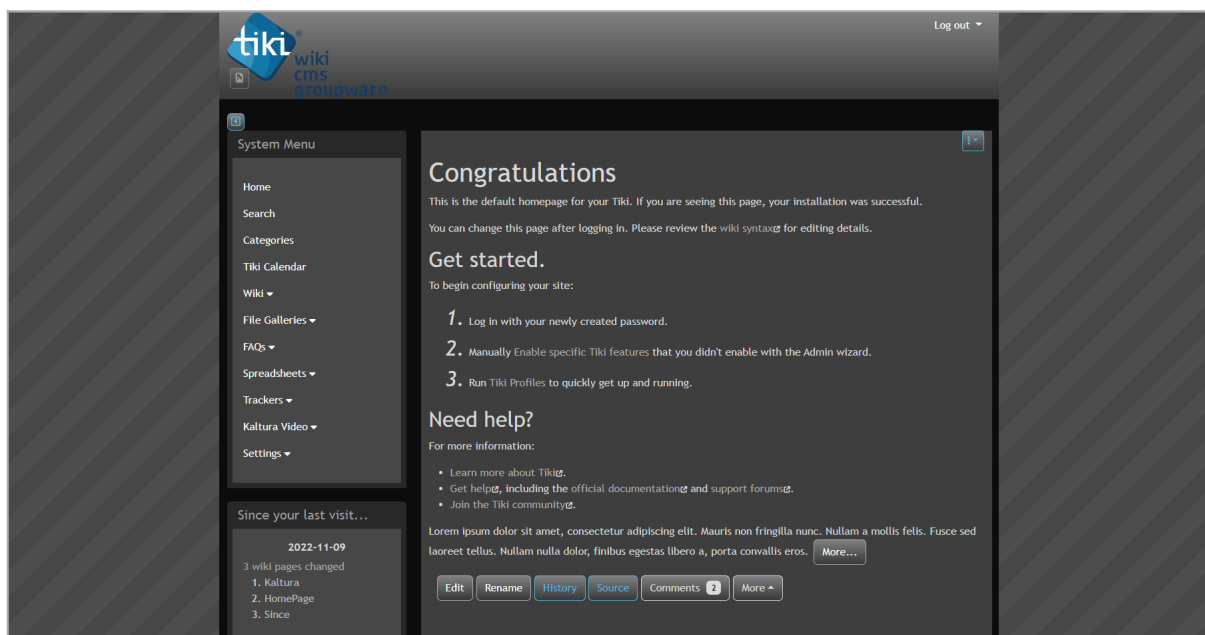 Log out
tiki®
wiki
cms
groupware
System Menu
Home
Search
Categories
Tiki Calendar
Wiki
File Galleries
FAQs
Spreadsheets
Trackers
Kaltura Video
Settings
Since your last visit...
2022-11-09
3 wiki pages changed
1. Kaltura
2. HomePage
3. Since
Congratulations
This is the default homepage for your Tiki. If you are seeing this page, your installation was successful.
You can change this page after logging in. Please review the wiki syntax for editing details.
Get started.
To begin configuring your site:
1. Log in with your newly created password.
2. Manually Enable specific Tiki features that you didn't enable with the Admin wizard.
3. Run Tiki Profiles to quickly get up and running.
Need help?
For more information:
• Learn more about Tiki.
• Get help, including the official documentation and support forums.
• Join the Tiki community.
Lorem ipsum dolor sit amet, consectetur adipiscing elit. Mauris non fringilla nunc. Nullam a mollis felis. Fusce sed
laoreet tellus. Nullam nulla dolor, finibus egestas libero a, porta convallis eros. More...
Edit Rename History Source Comments 2 More